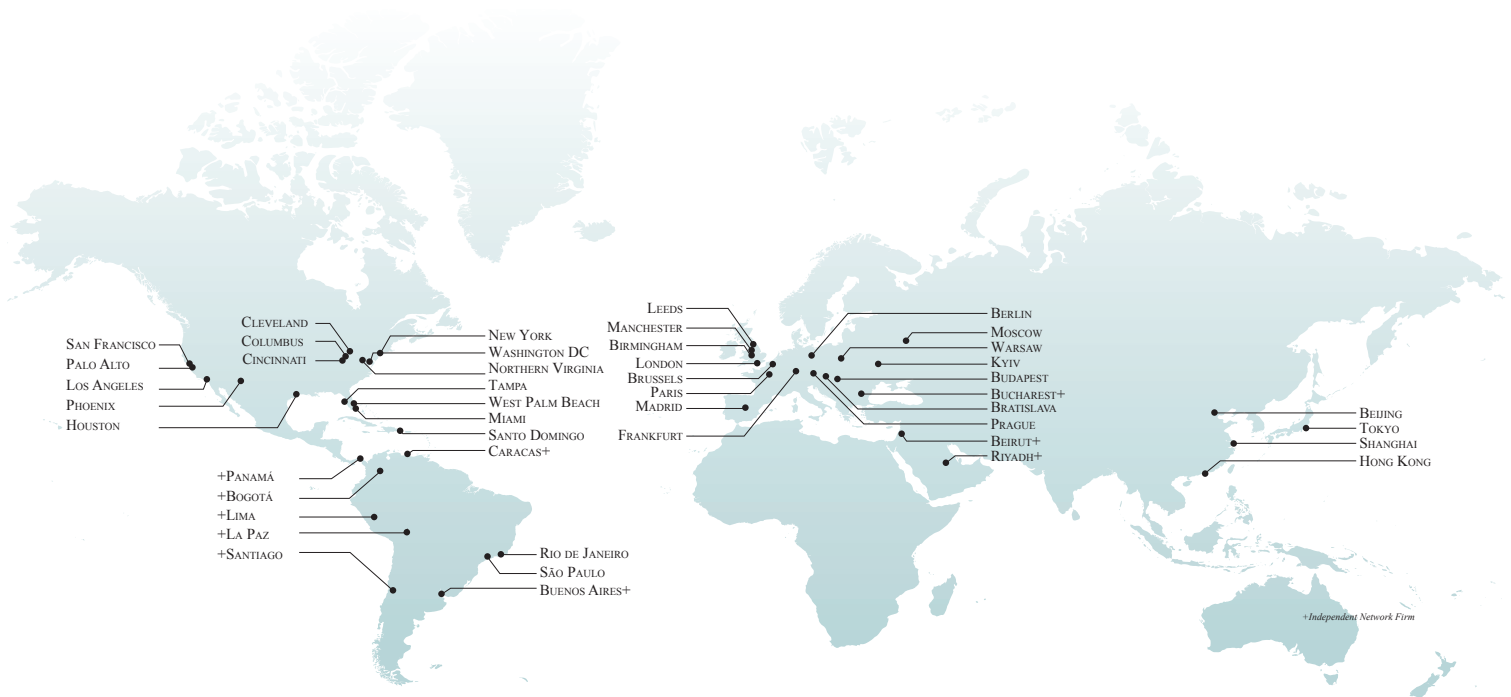 San Francisco
Palo Alto
Los Angeles
Phoenix
Houston
Cleveland
Columbus
Cincinnati
New York
Washington DC
Northern Virginia
Tampa
West Palm Beach
Miami
Santo Domingo
Caracas+
+Panamá
+Bogotá
+Lima
+La Paz
+Santiago
Rio de Janeiro
São Paulo
Buenos Aires+
Leeds
Manchester
Birmingham
London
Brussels
Paris
Madrid
Frankfurt
Berlin
Moscow
Warsaw
Kyiv
Budapest
Bucharest+
Bratislava
Prague
Beirut+
Riyadh+
Beijing
Tokyo
Shanghai
Hong Kong
+Independent Network Firm